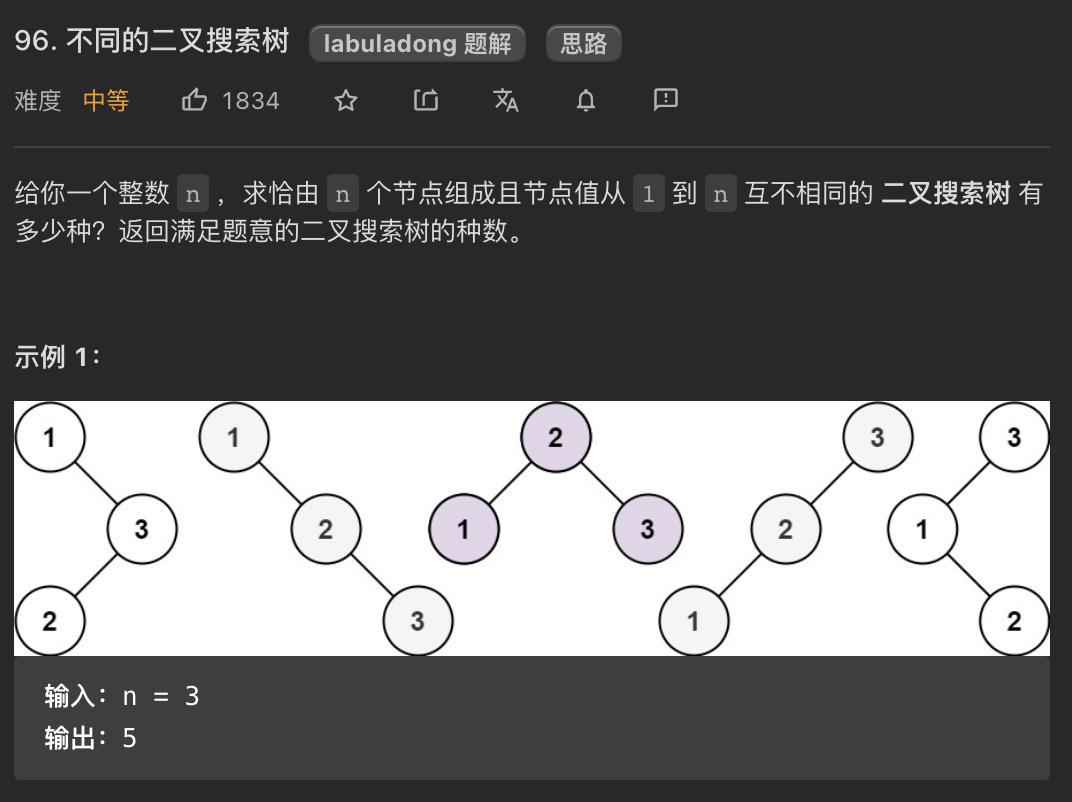 96. 不同的二叉搜索树 labuladong 题解 思路
难度 中等 1834
给你一个整数 n ，求恰由 n 个节点组成且节点值从 1 到 n 互不相同的 二叉搜索树 有
多少种？返回满足题意的二叉搜索树的种数。
示例 1：
1 1 2 3 3
3 2 1 3 2 1
2 3 1 2
输入：n = 3
输出：5